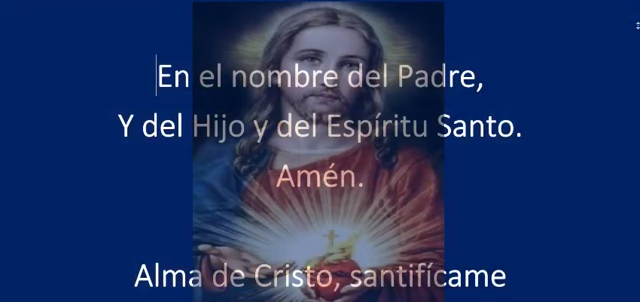 En el nombre del Padre,
Y del Hijo y del Espíritu Santo.
Amén.
Alma de Cristo, santifícame